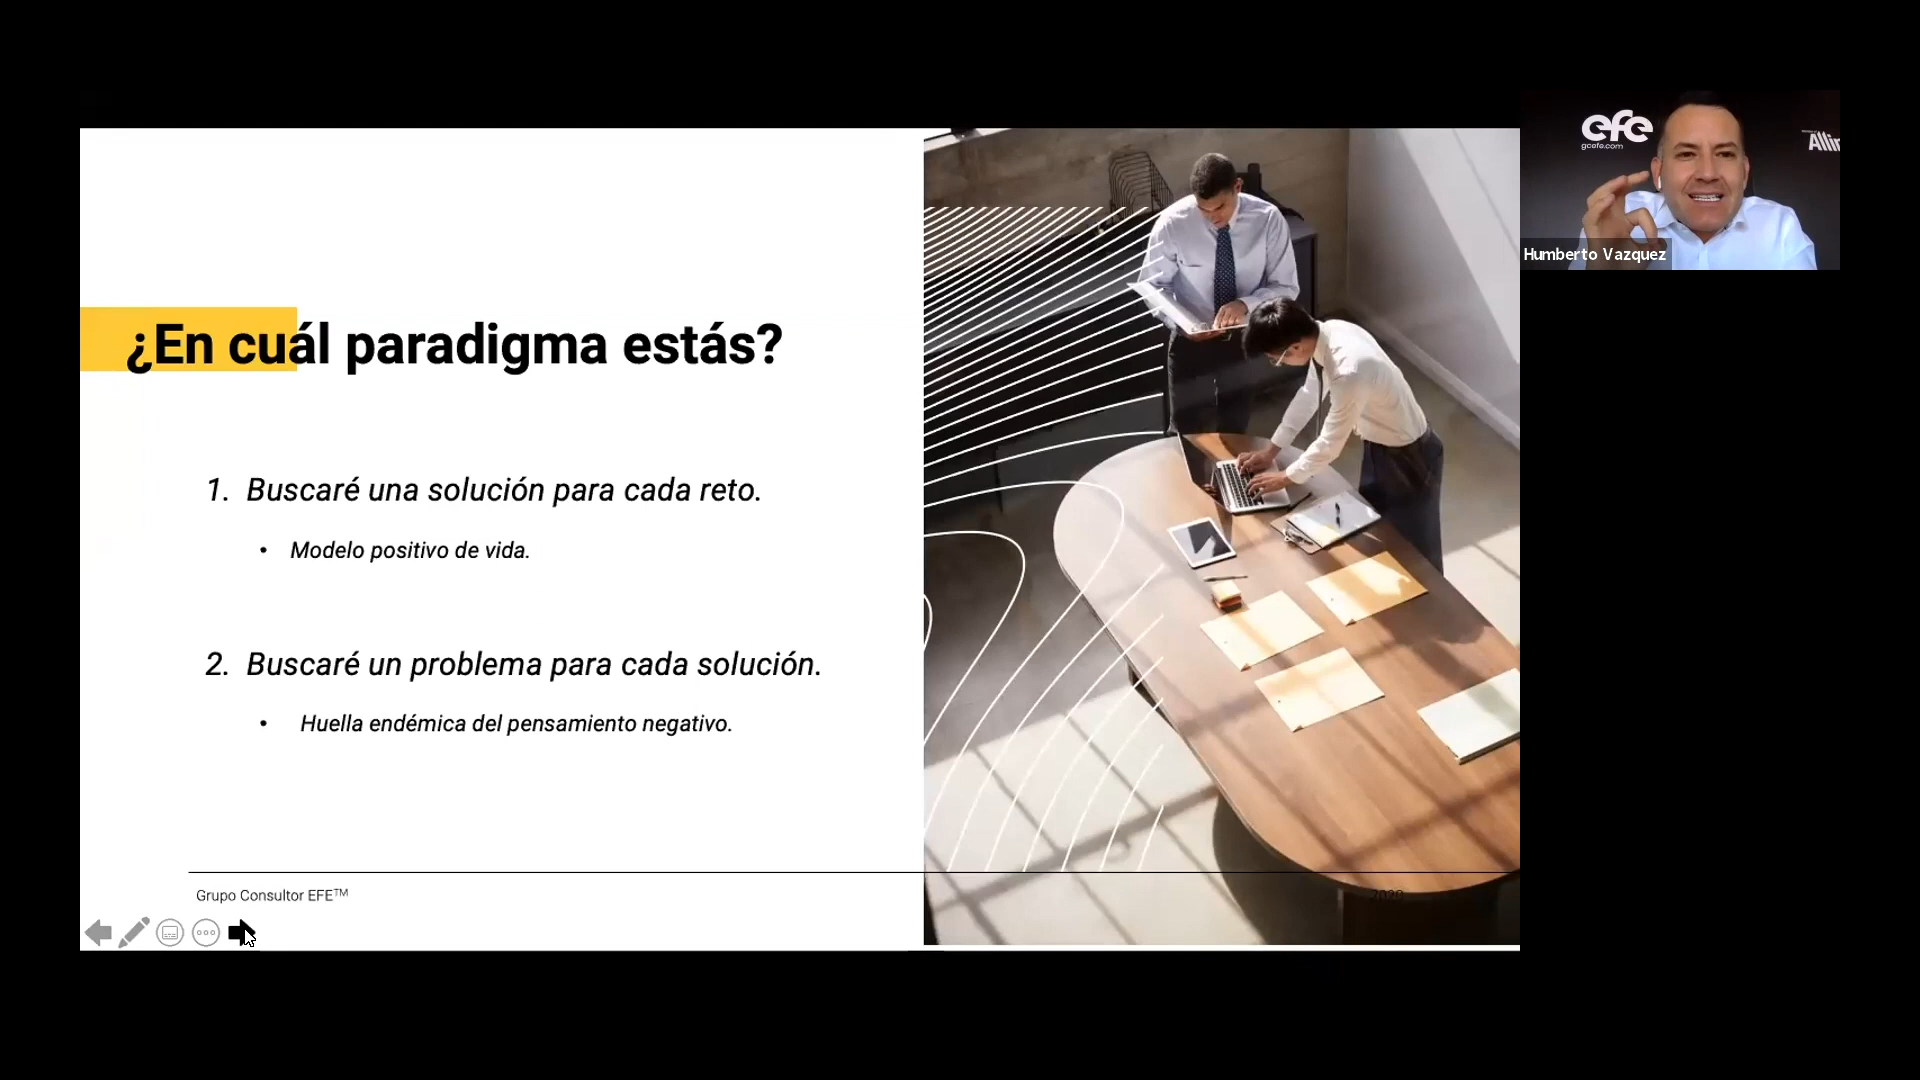 ¿En cuál paradigma estás?
1. Buscaré una solución para cada reto.
• Modelo positivo de vida.
2. Buscaré un problema para cada solución.
• Huella endémica del pensamiento negativo.
Grupo Consultor EFE™
2020
efe
gcefe.com
Humberto Vazquez